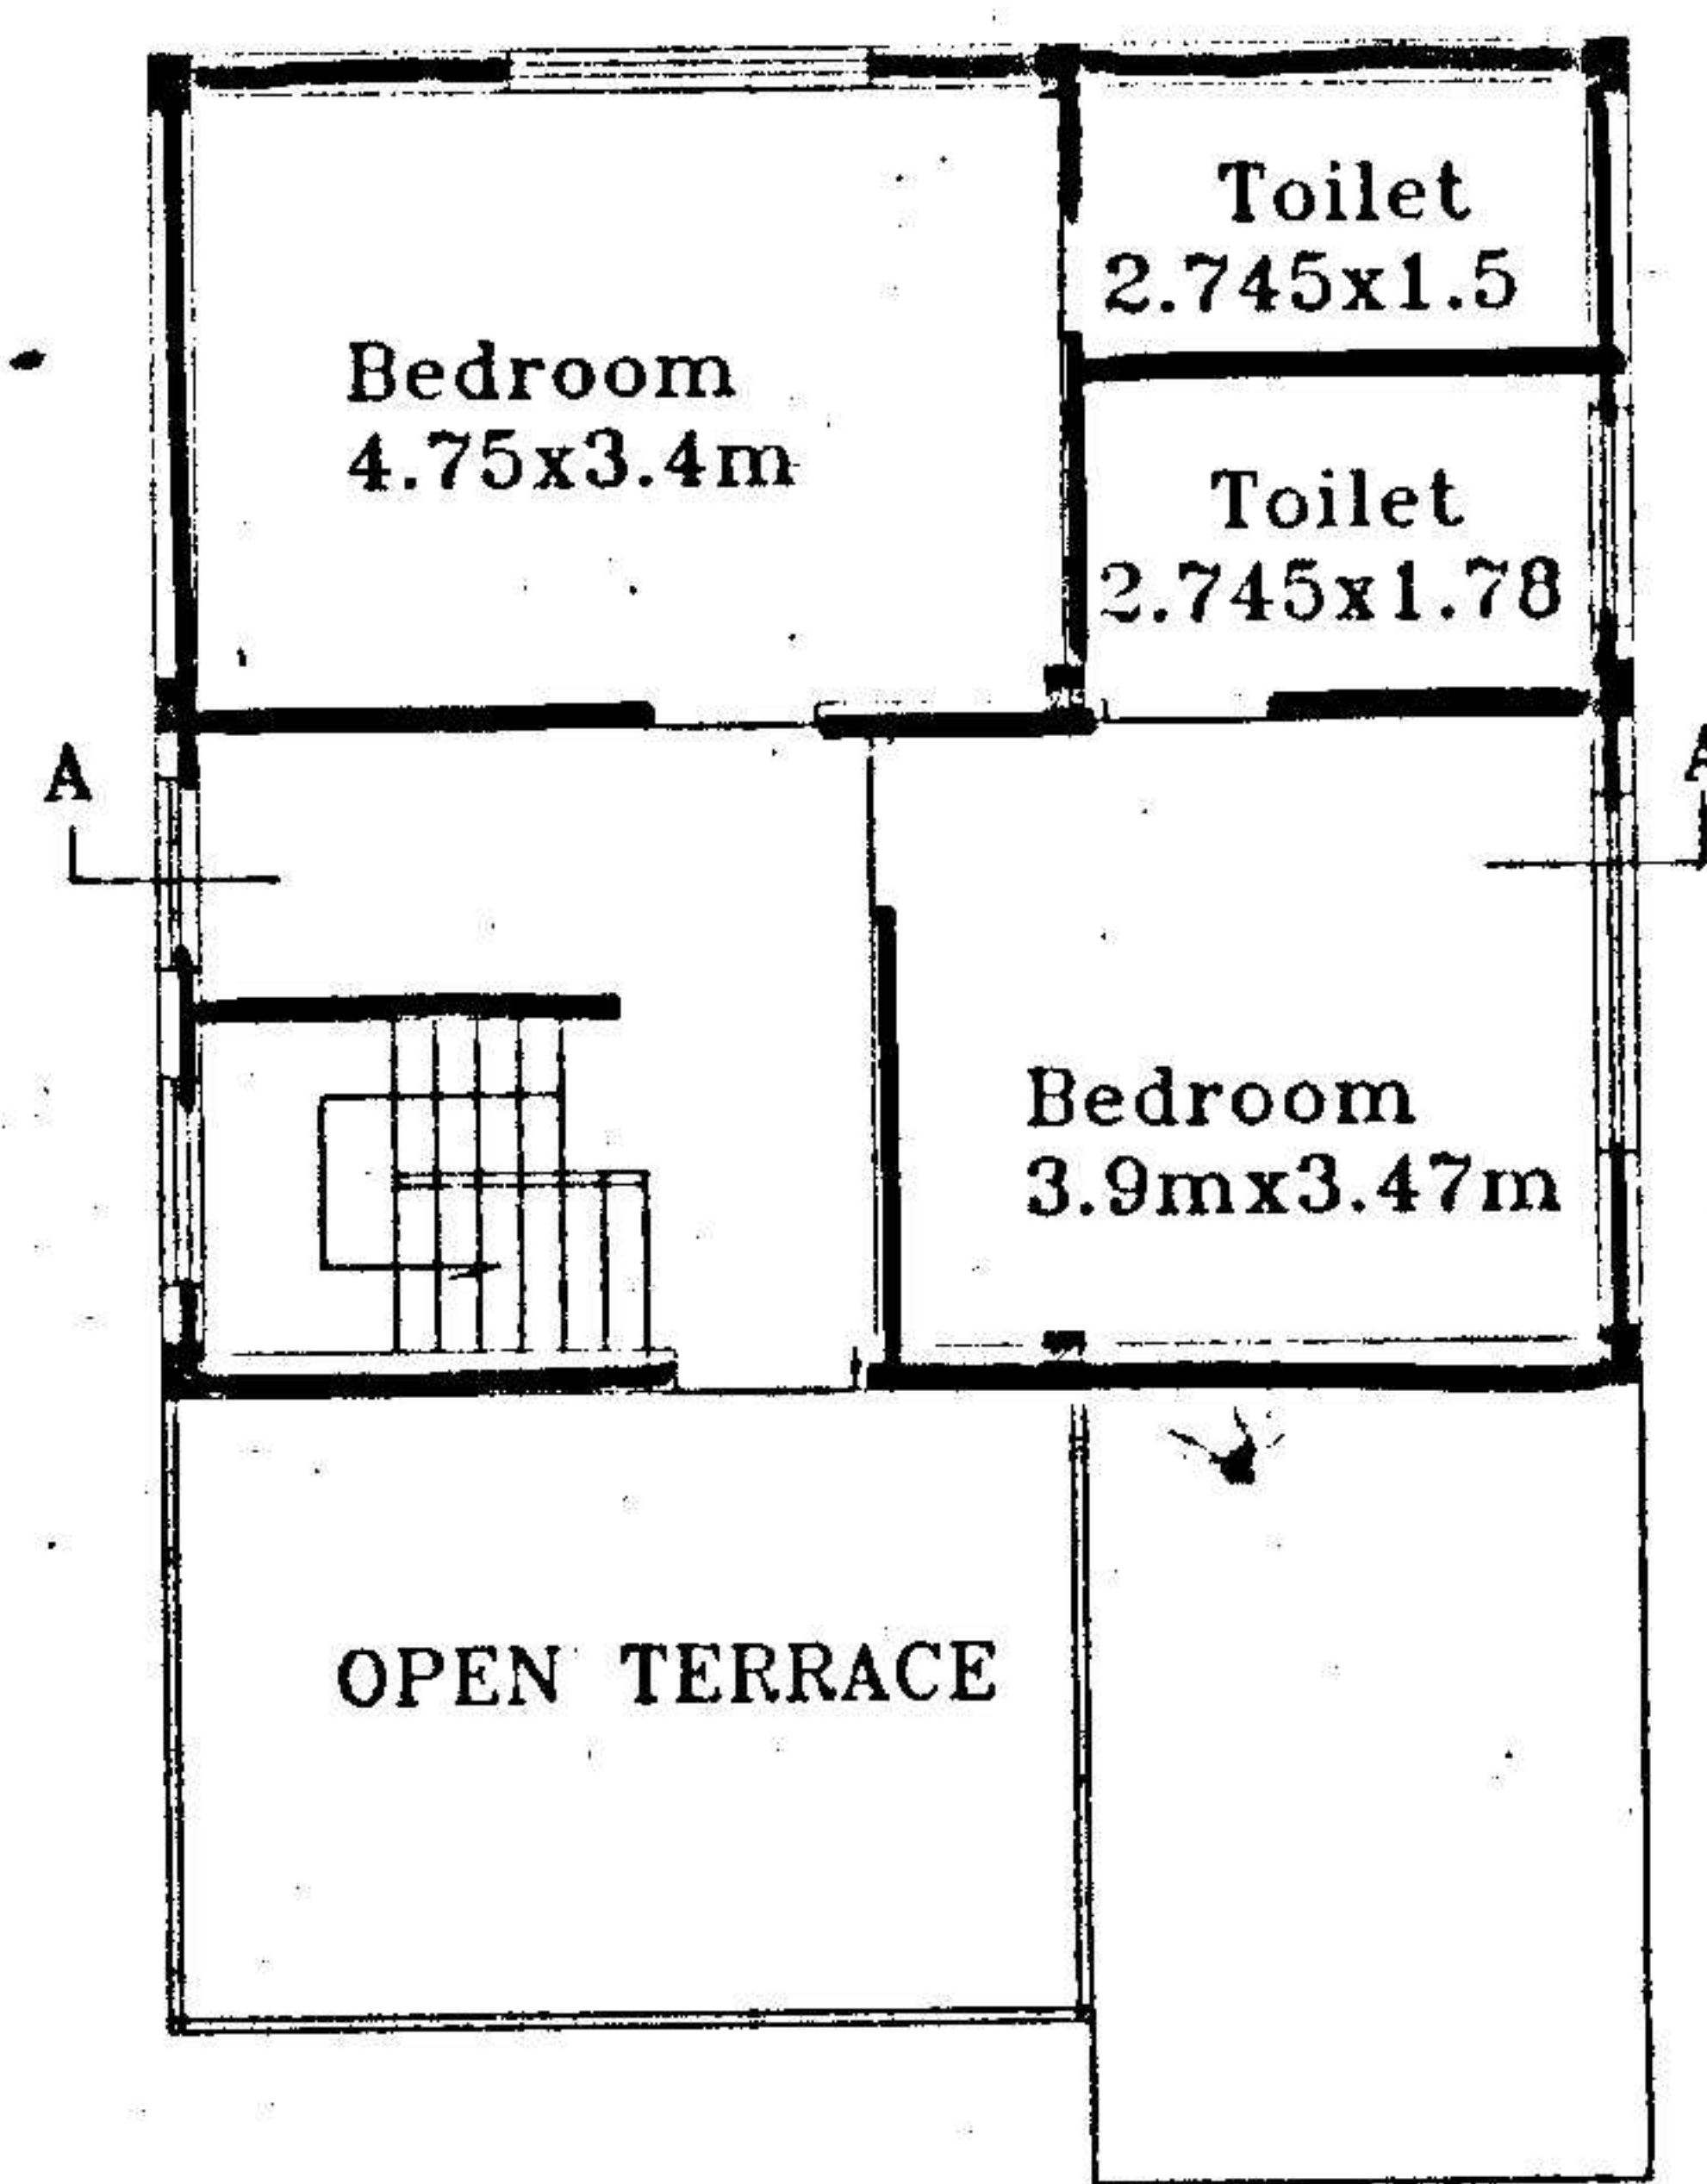 Toilet
2.745x1.5
Bedroom
4.75x3.4m
Toilet
2.745x1.78
A
A
Bedroom
3.9mx3.47m
OPEN TERRACE